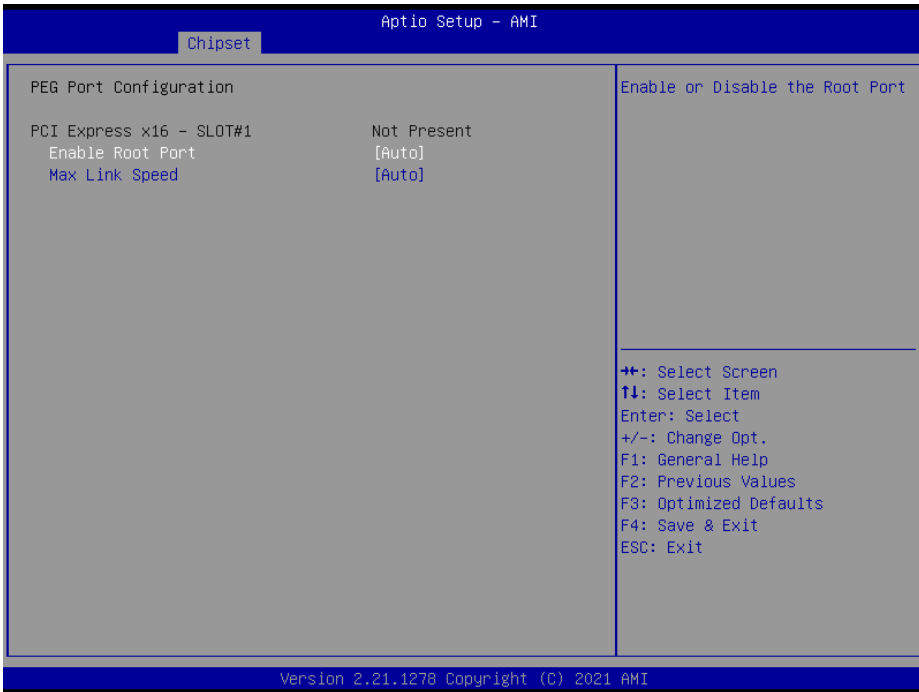 Aptio Setup – AMI
Chipset
PEG Port Configuration
PCI Express x16 – SLOT#1 Not Present
Enable Root Port [Auto]
Max Link Speed [Auto]
Enable or Disable the Root Port
→←: Select Screen
↑↓: Select Item
Enter: Select
+/-: Change Opt.
F1: General Help
F2: Previous Values
F3: Optimized Defaults
F4: Save & Exit
ESC: Exit
Version 2.21.1278 Copyright (C) 2021 AMI